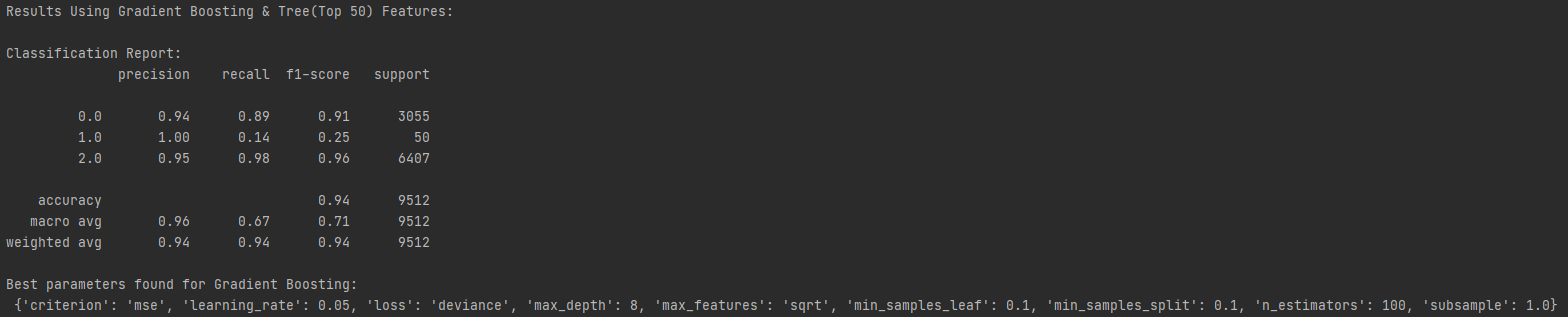 Results Using Gradient Boosting & Tree(Top 50) Features:
Classification Report:
precision recall f1-score support
0.0 0.94 0.89 0.91 3055
1.0 1.00 0.14 0.25 50
2.0 0.95 0.98 0.96 6407
accuracy 0.94 9512
macro avg 0.96 0.67 0.71 9512
weighted avg 0.94 0.94 0.94 9512
Best parameters found for Gradient Boosting:
{'criterion': 'mse', 'learning_rate': 0.05, 'loss': 'deviance', 'max_depth': 8, 'max_features': 'sqrt', 'min_samples_leaf': 0.1, 'min_samples_split': 0.1, 'n_estimators': 100, 'subsample': 1.0}